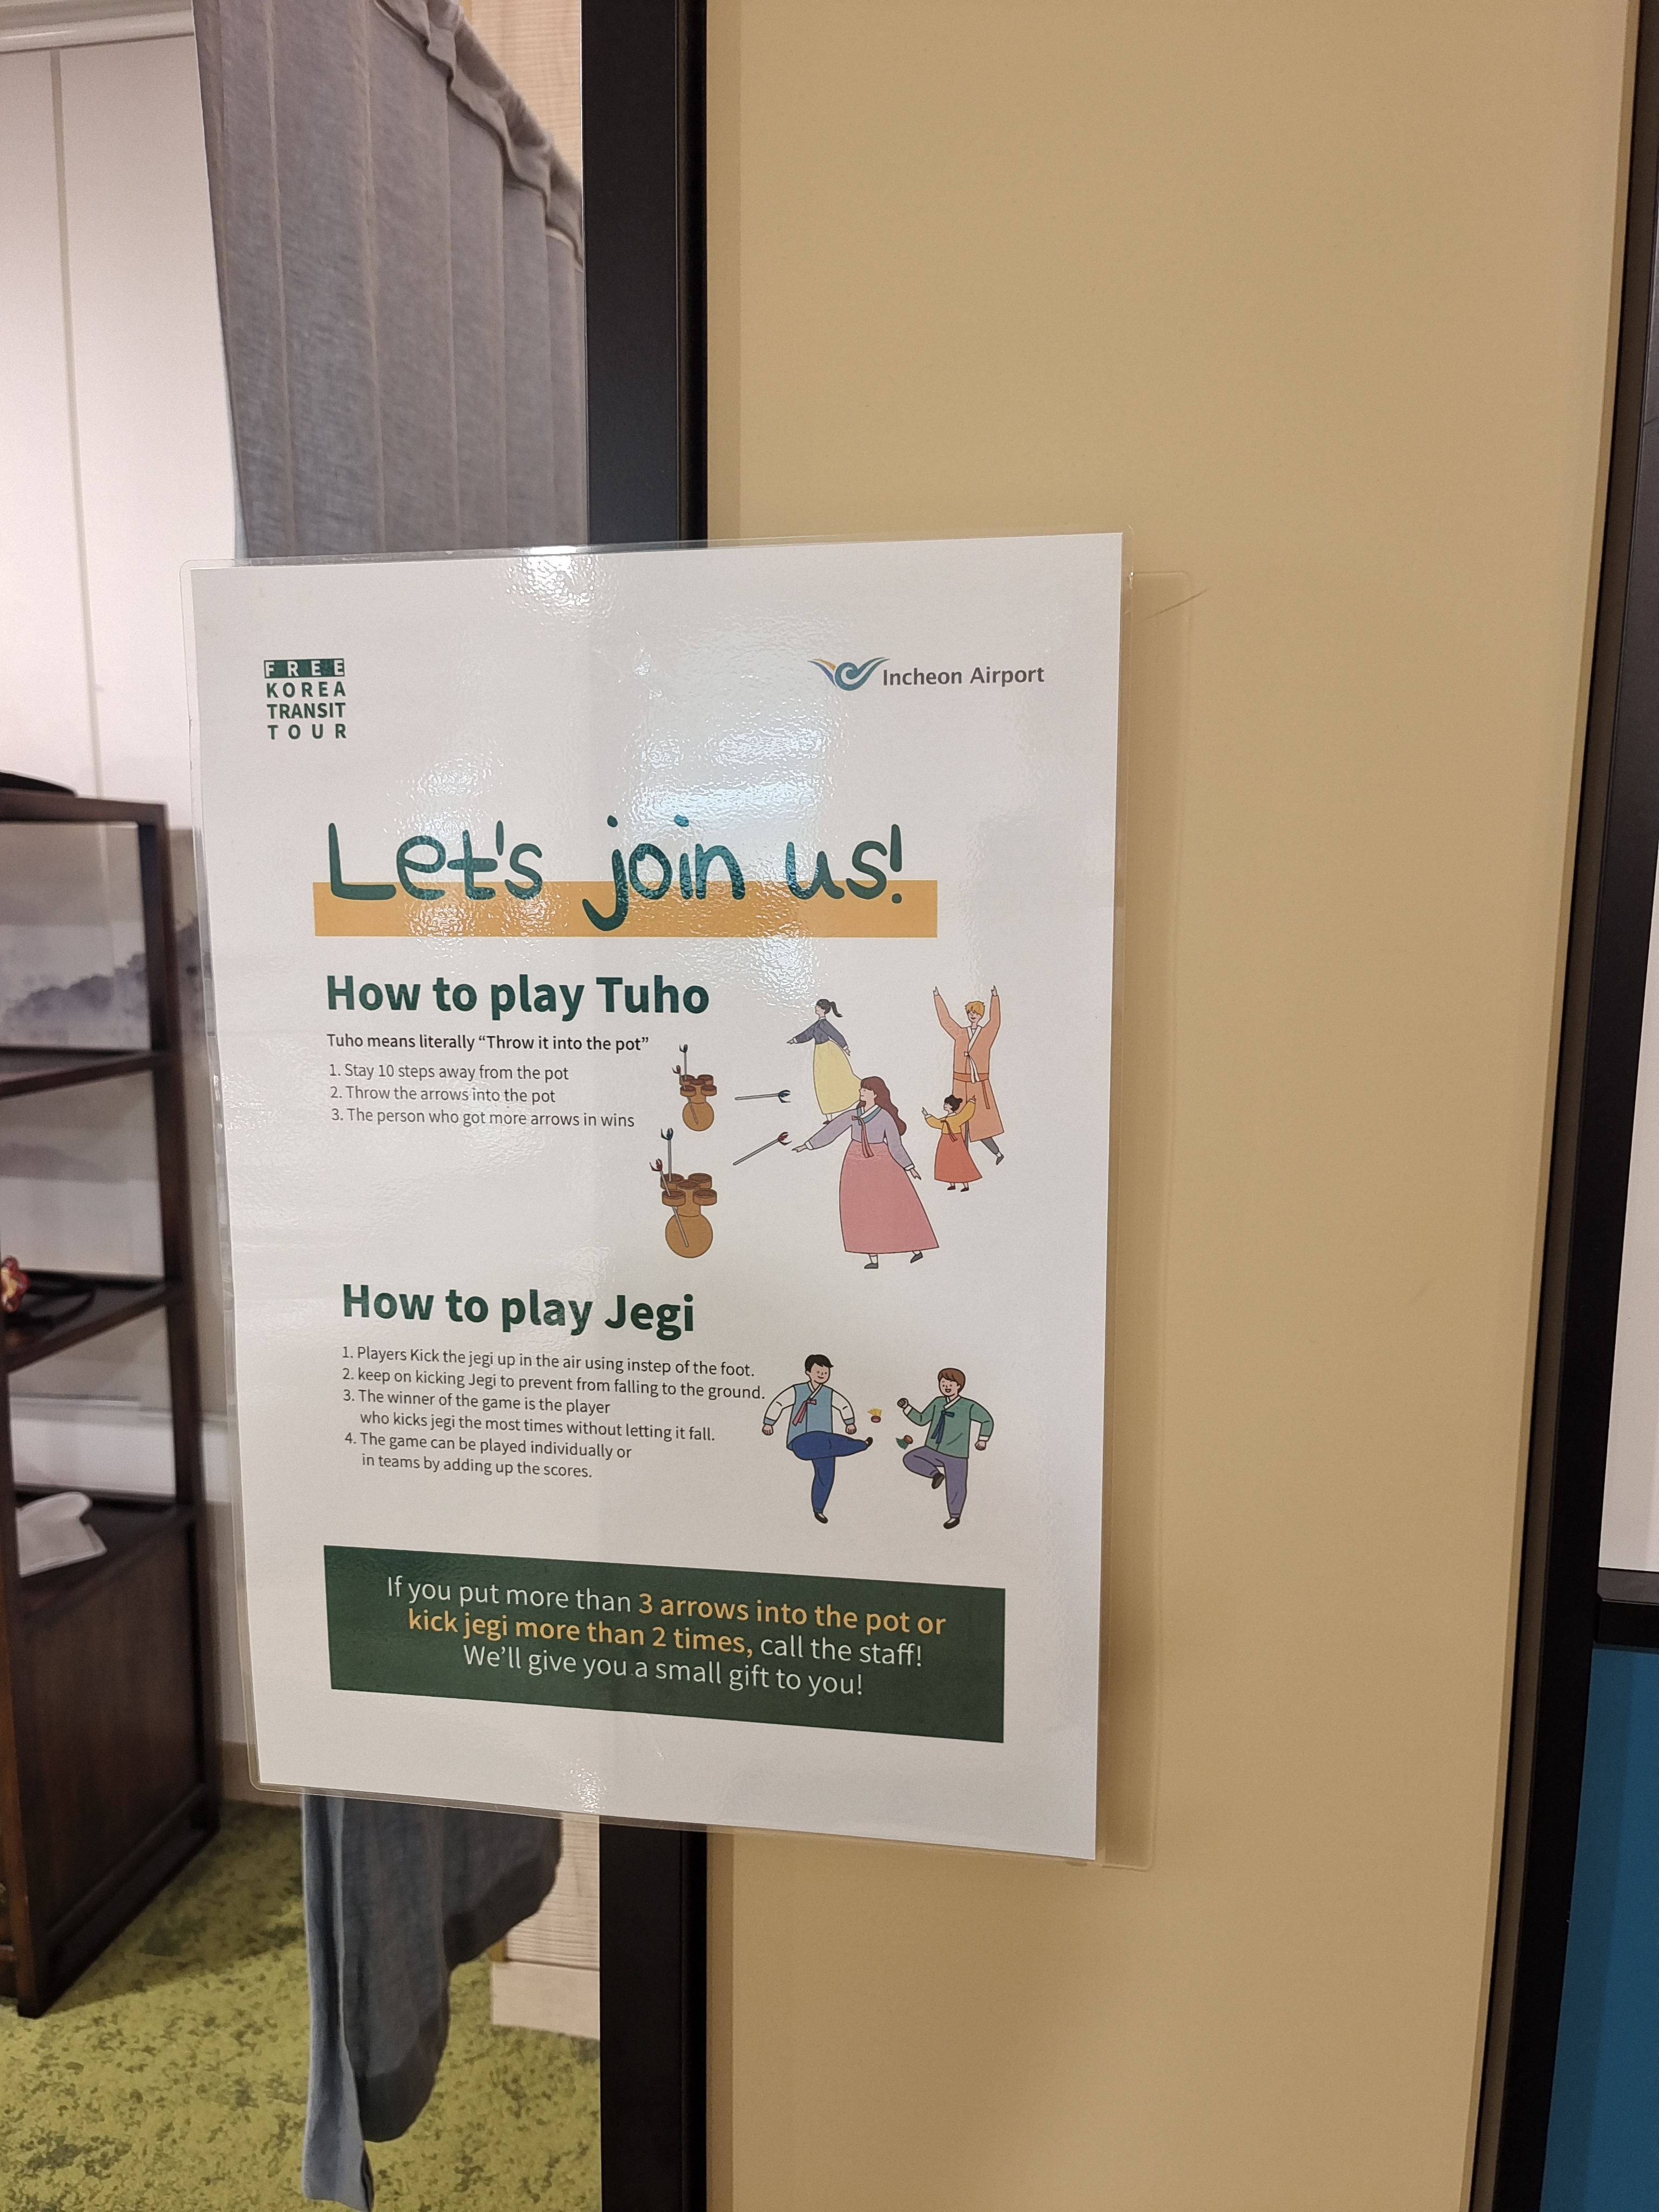 FREE
KOREA
TRANSIT
TOUR
Incheon Airport
Let's join us!
How to play Tuho
Tuho means literally “Throw it into the pot”
1. Stay 10 steps away from the pot
2. Throw the arrows into the pot
3. The person who got more arrows in wins
How to play Jegi
1. Players Kick the jegi up in the air using instep of the foot.
2. keep on kicking Jegi to prevent from falling to the ground.
3. The winner of the game is the player
who kicks jegi the most times without letting it fall.
4. The game can be played individually or
in teams by adding up the scores.
If you put more than 3 arrows into the pot or
kick jegi more than 2 times, call the staff!
We’ll give you a small gift to you!